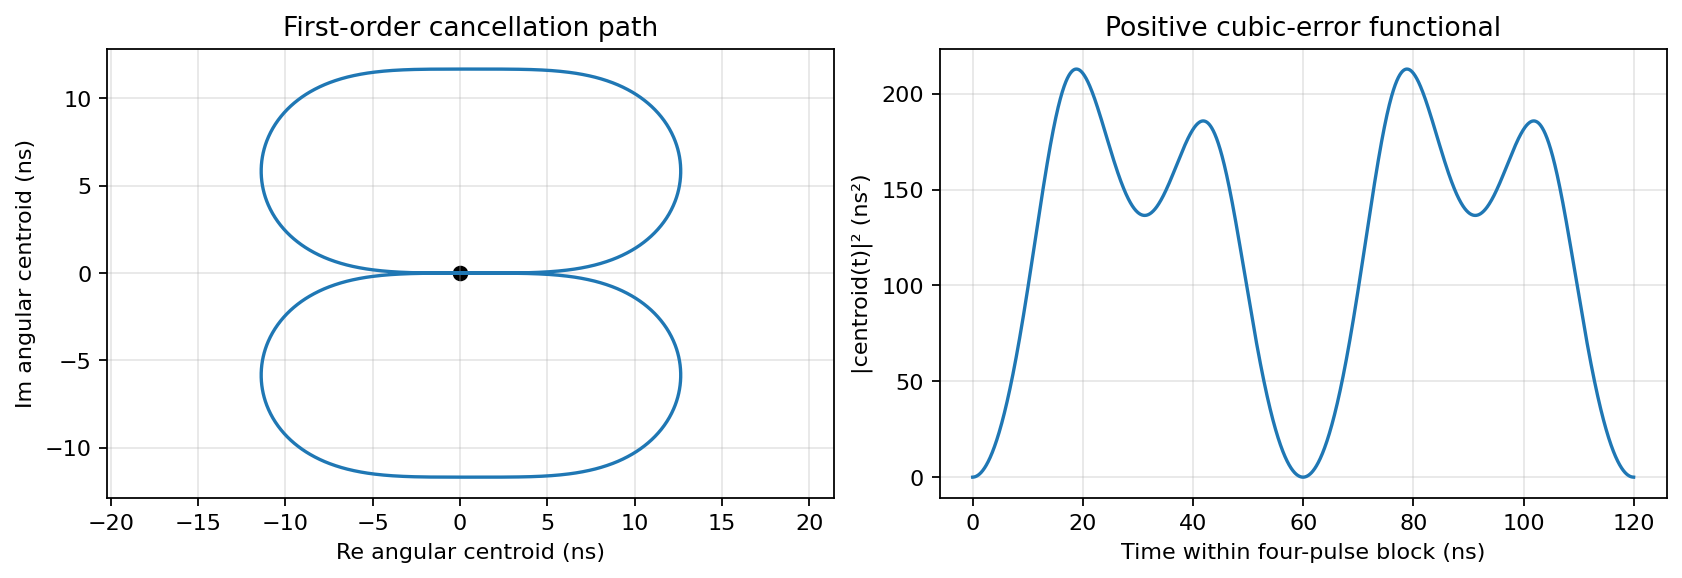 First-order cancellation path
Im angular centroid (ns)
10
5
0
−5
−10
−20 −15 −10 −5 0 5 10 15 20
Re angular centroid (ns)
Positive cubic-error functional
|centroid(t)|² (ns²)
200
150
100
50
0
0 20 40 60 80 100 120
Time within four-pulse block (ns)